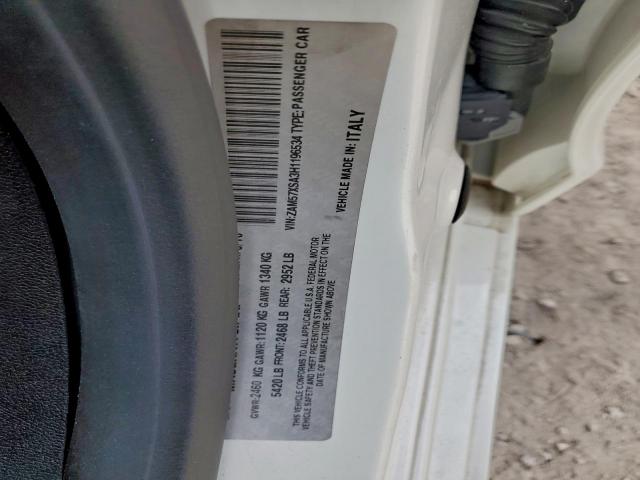 GVWR:2460 KG GAWR:1120 KG GAWR 1340 KG
5420 LB FRONT:2468 LB REAR: 2952 LB
THIS VEHICLE CONFORMS TO ALL APPLICABLE U.S.A. FEDERAL MOTOR
VEHICLE SAFETY AND THEFT PREVENTION STANDARDS IN EFFECT ON THE
DATE OF MANUFACTURE SHOWN ABOVE
VIN:ZAM57XSA3H1196534 TYPE:PASSENGER CAR
VEHICLE MADE IN: ITALY